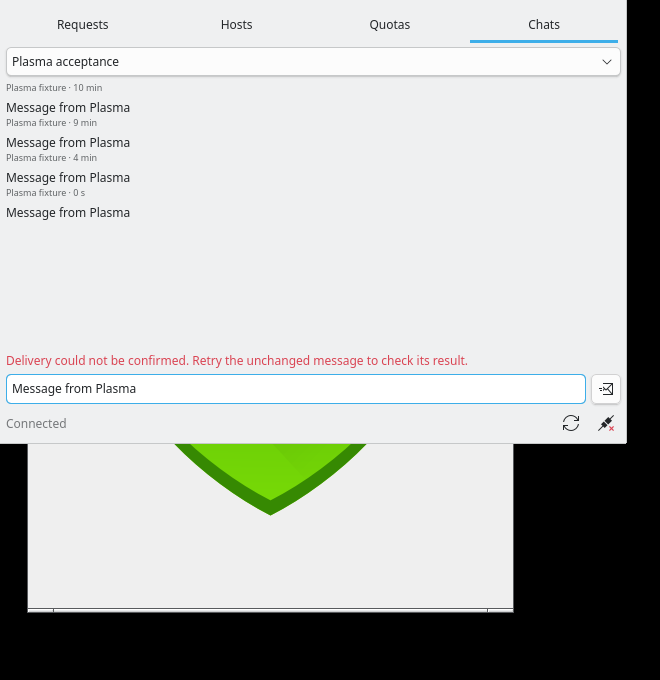 Requests Hosts Quotas Chats
Plasma acceptance
Plasma fixture · 10 min
Message from Plasma
Plasma fixture · 9 min
Message from Plasma
Plasma fixture · 4 min
Message from Plasma
Plasma fixture · 0 s
Message from Plasma
Delivery could not be confirmed. Retry the unchanged message to check its result.
Message from Plasma
Connected